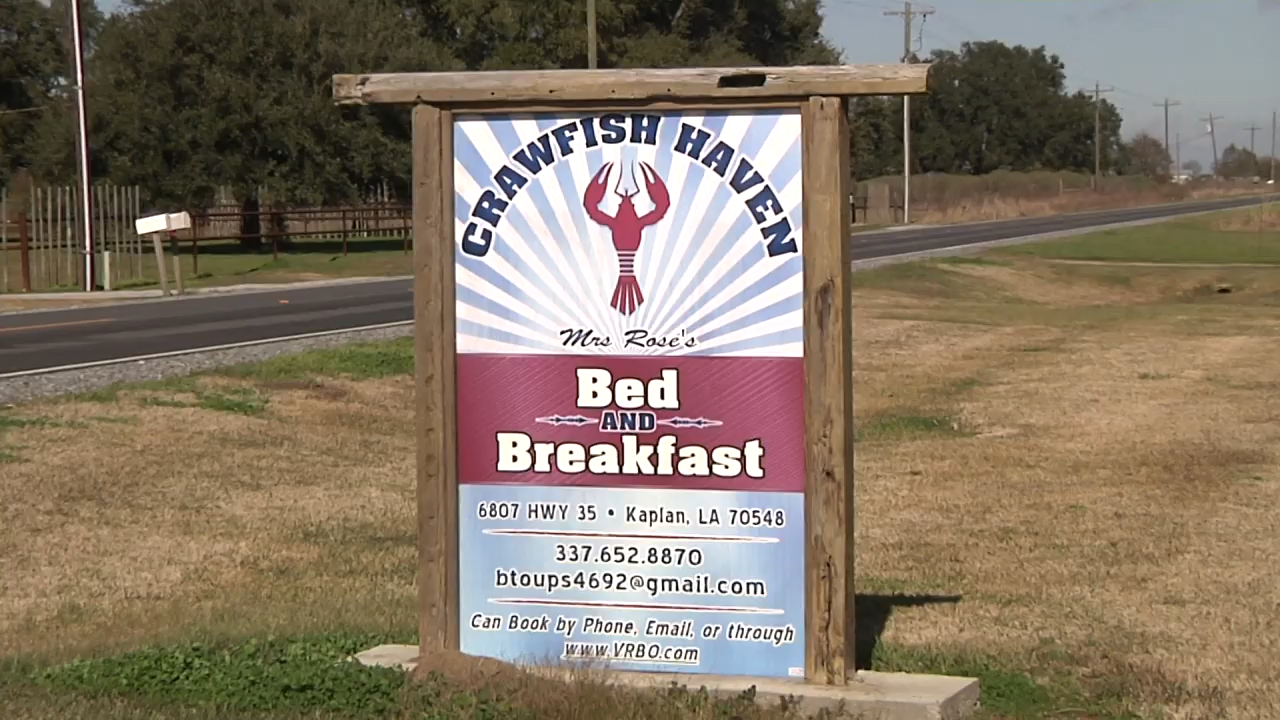 CRAWFISH HAVEN
Mrs Rose's
Bed
AND
Breakfast
6807 HWY 35 • Kaplan, LA 70548
337.652.8870
btoups4692@gmail.com
Can Book by Phone, Email, or through
www.VRBO.com